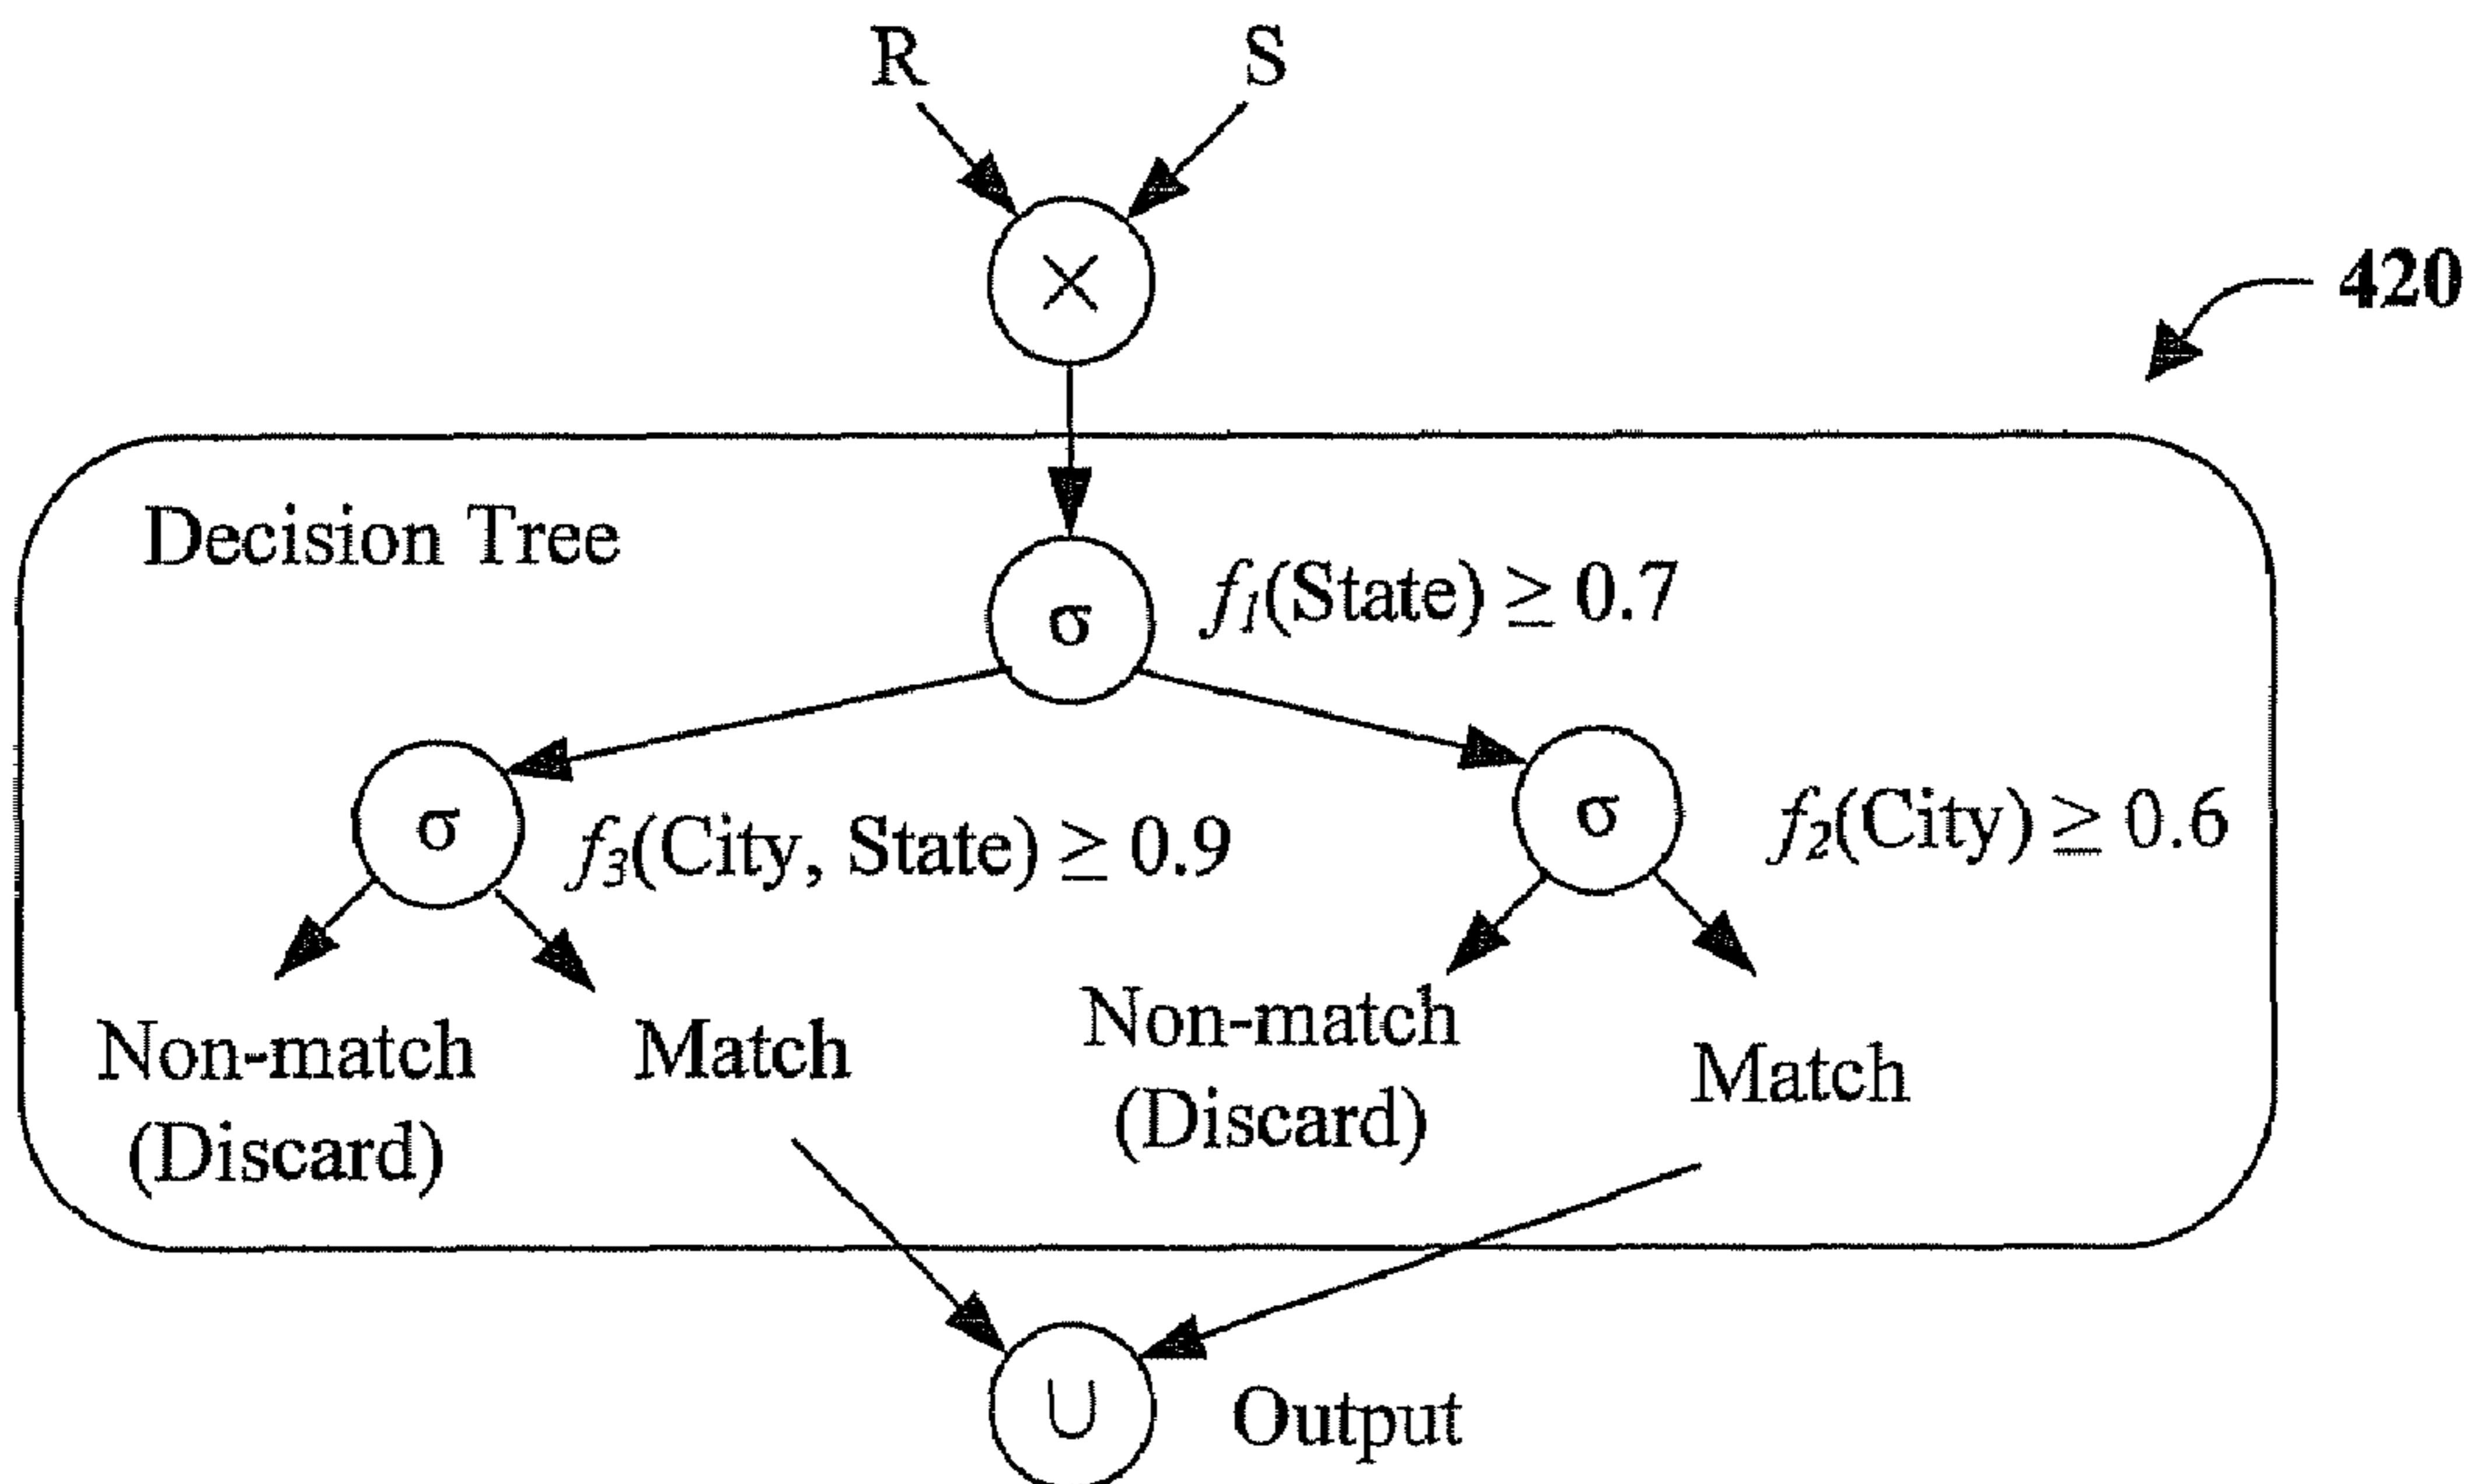 R
S
×
420
Decision Tree
σ
f1(State) ≥ 0.7
σ
f3(City, State) ≥ 0.9
σ
f2(City) ≥ 0.6
Non-match
(Discard)
Match
Non-match
(Discard)
Match
∪
Output